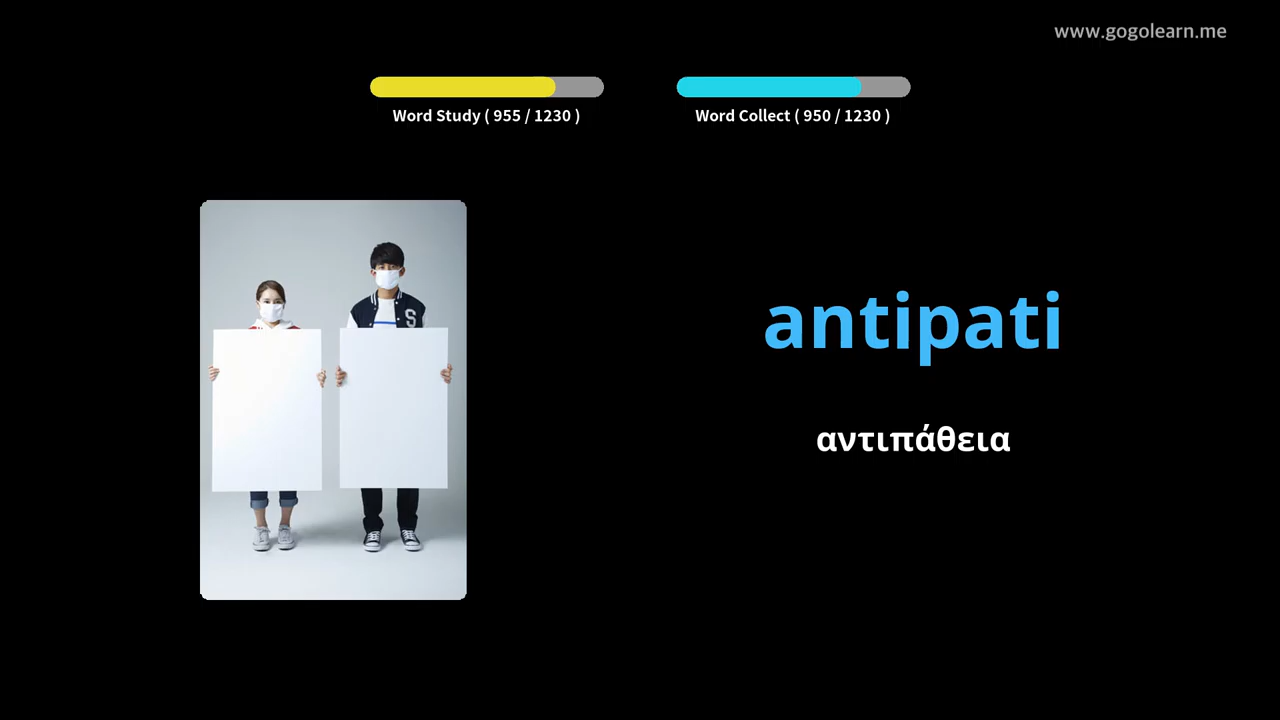 www.gogolearn.me
Word Study ( 955 / 1230 )
Word Collect ( 950 / 1230 )
S
antipati
αντιπάθεια